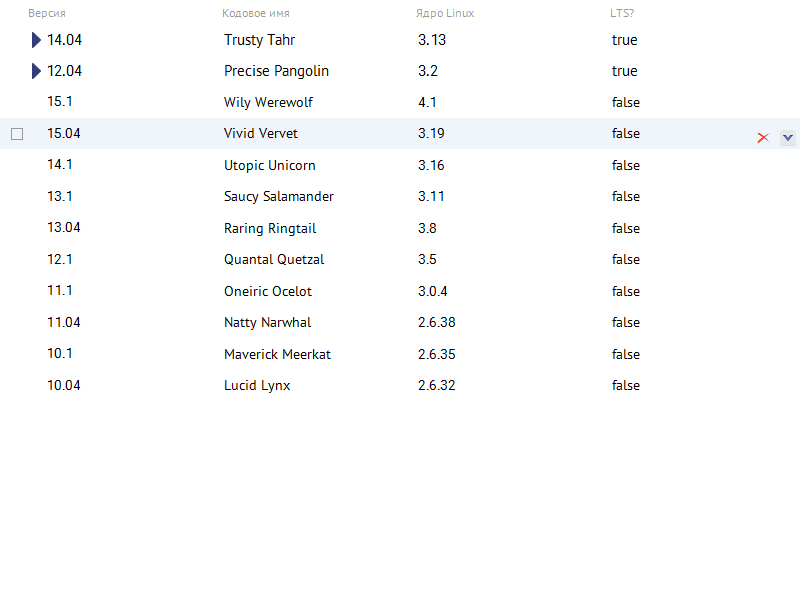 Версия Кодовое имя Ядро Linux LTS?
14.04 Trusty Tahr 3.13 true
12.04 Precise Pangolin 3.2 true
15.1 Wily Werewolf 4.1 false
15.04 Vivid Vervet 3.19 false
14.1 Utopic Unicorn 3.16 false
13.1 Saucy Salamander 3.11 false
13.04 Raring Ringtail 3.8 false
12.1 Quantal Quetzal 3.5 false
11.1 Oneiric Ocelot 3.0.4 false
11.04 Natty Narwhal 2.6.38 false
10.1 Maverick Meerkat 2.6.35 false
10.04 Lucid Lynx 2.6.32 false